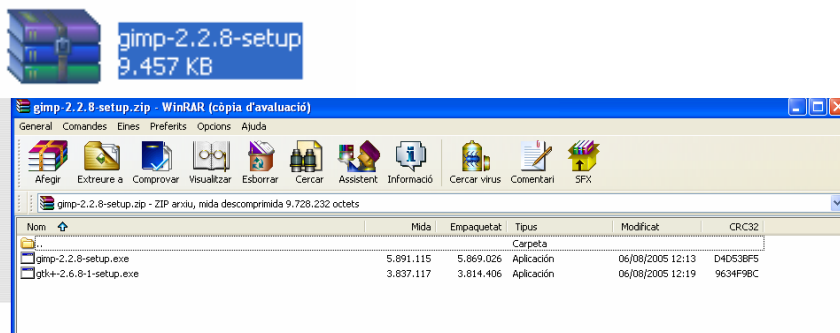 gimp-2.2.8-setup
9.457 KB
gimp-2.2.8-setup.zip - WinRAR (còpia d'avaluació)
General Comandes Eines Preferits Opcions Ajuda
Afegir Extreure a Comprovar Visualitzar Esborrar Cercar Assistent Informació Cercar virus Comentari SFX
gimp-2.2.8-setup.zip - ZIP arxiu, mida descomprimida 9.728.232 octets
Nom Mida Empaquetat Tipus Modificat CRC32
.. Carpeta
gimp-2.2.8-setup.exe 5.891.115 5.869.026 Aplicación 06/08/2005 12:13 D4D53BF5
gtk+-2.6.8-1-setup.exe 3.837.117 3.814.406 Aplicación 06/08/2005 12:19 9634F9BC